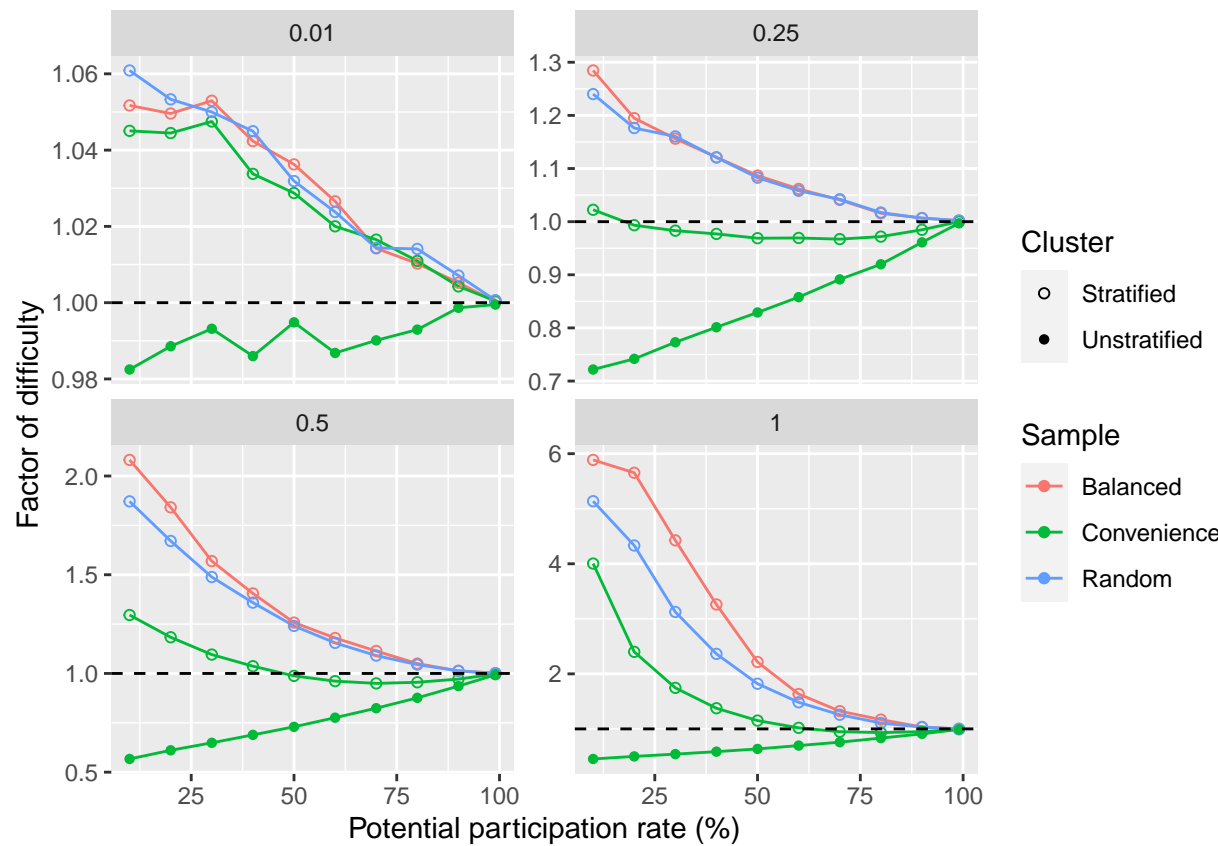 0.01
0.25
1.06
1.04
1.02
1.00
0.98
1.3
1.2
1.1
1.0
0.9
0.8
0.7
0.5
1
2.0
1.5
1.0
0.5
6
4
2
25 50 75 100
25 50 75 100
Potential participation rate (%)
Factor of difficulty
Cluster
Stratified
Unstratified
Sample
Balanced
Convenience
Random